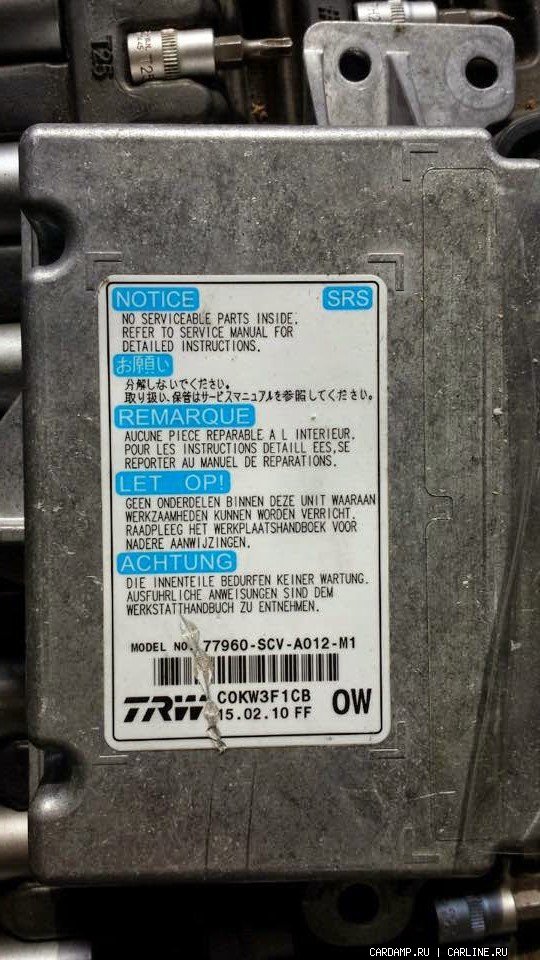 T25
NOTICE
SRS
NO SERVICEABLE PARTS INSIDE.
REFER TO SERVICE MANUAL FOR
DETAILED INSTRUCTIONS.
お願い
分解しないでください。
取り扱い、保管はサービスマニュアルを参照してください。
REMARQUE
AUCUNE PIECE REPARABLE A L INTERIEUR.
POUR LES INSTRUCTIONS DETAILL EES,SE
REPORTER AU MANUEL DE REPARATIONS.
LET OP!
GEEN ONDERDELEN BINNEN DEZE UNIT WAARAAN
WERKZAAMHEDEN KUNNEN WORDEN VERRICHT.
RAADPLEEG HET WERKPLAATSHANDBOEK VOOR
NADERE AANWIJZINGEN.
ACHTUNG
DIE INNENTEILE BEDURFEN KEINER WARTUNG.
AUSFUHRLICHE ANWEISUNGEN SIND DEM
WERKSTATTHANDBUCH ZU ENTNEHMEN.
MODEL NO. 77960-SCV-A012-M1
TRW C0KW3F1CB
15.02.10 FF
OW
CARDAMP.RU | CARLINE.RU